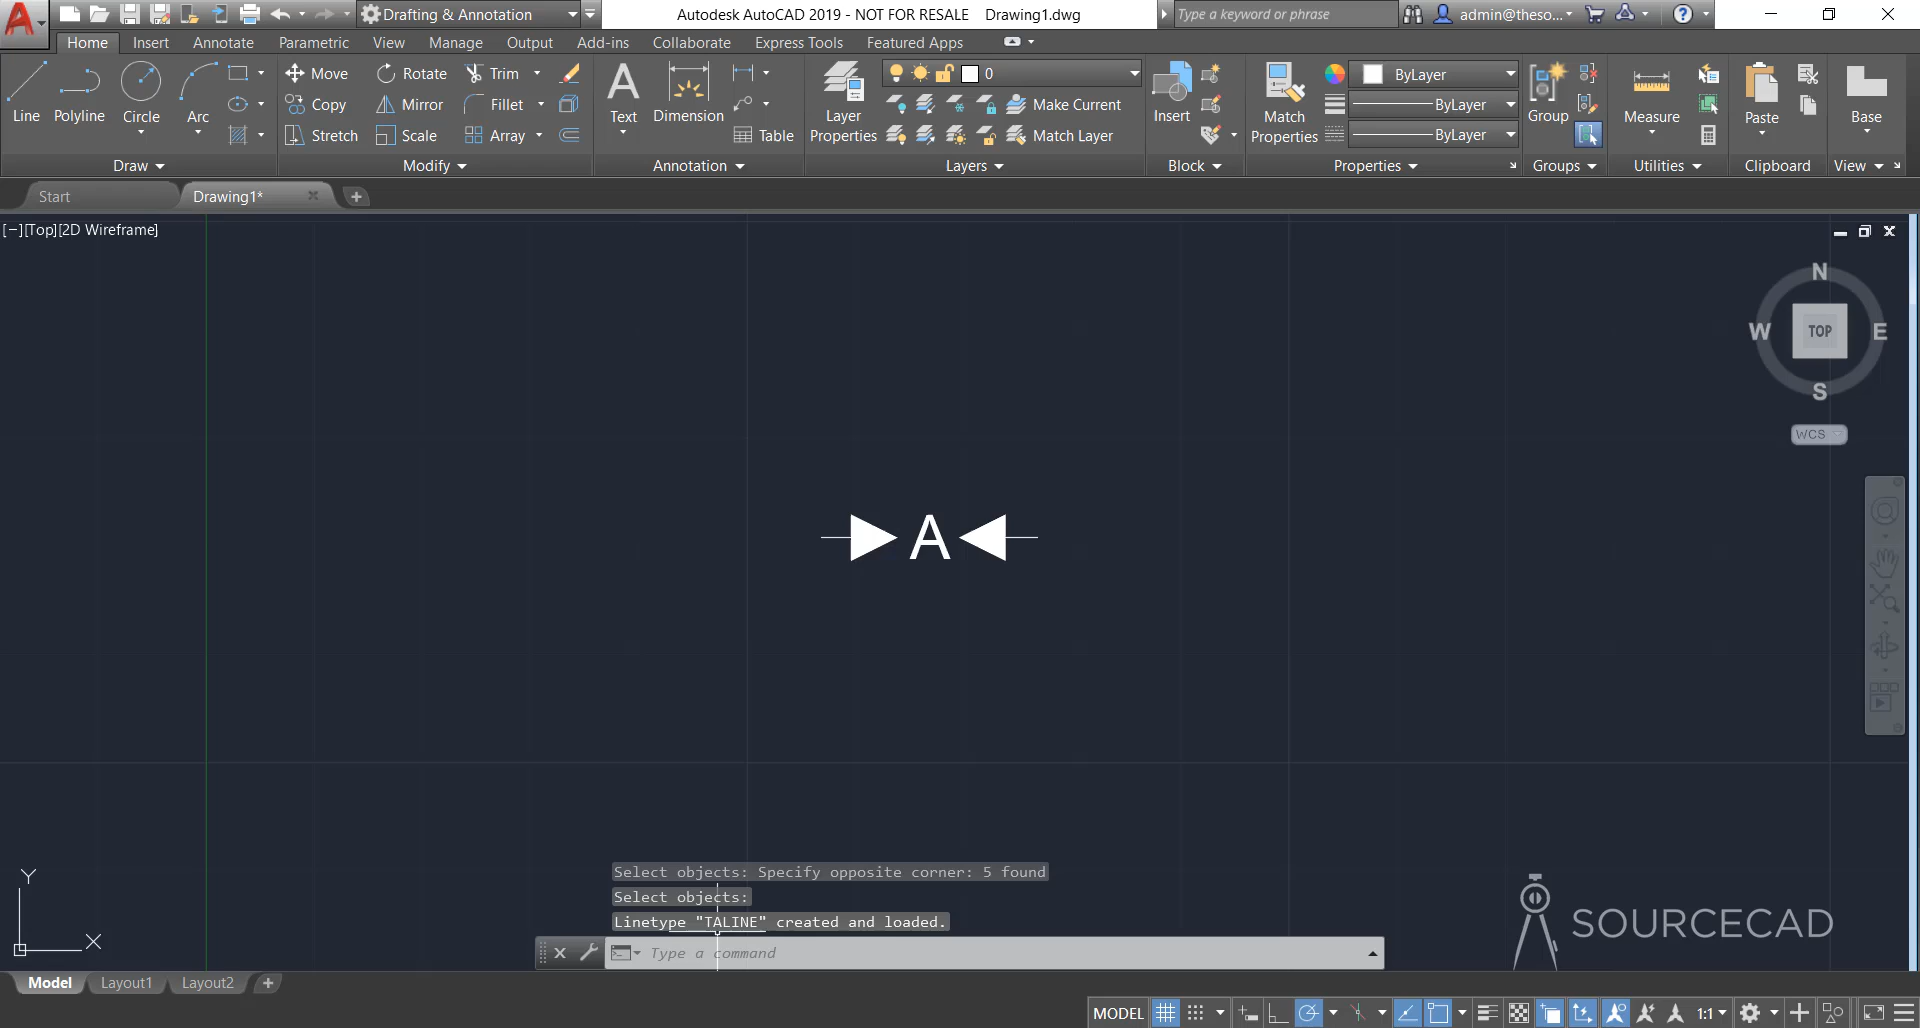 Drafting & Annotation
Autodesk AutoCAD 2019 - NOT FOR RESALE Drawing1.dwg
Type a keyword or phrase
admin@theso...
Home Insert Annotate Parametric View Manage Output Add-ins Collaborate Express Tools Featured Apps
Line Polyline Circle Arc
Move Rotate Trim
Copy Mirror Fillet
Stretch Scale Array
Text Dimension Table
Layer Properties
0
Make Current
Match Layer
Insert
Match Properties
ByLayer
ByLayer
ByLayer
Group
Measure
Paste
Base
Draw Modify Annotation Layers Block Properties Groups Utilities Clipboard View
Start Drawing1*
[−][Top][2D Wireframe]
N
W TOP E
S
WCS
A
Select objects: Specify opposite corner: 5 found
Select objects:
Linetype "TALINE" created and loaded.
Type a command
Y
X
SOURCECAD
Model Layout1 Layout2
MODEL 1:1